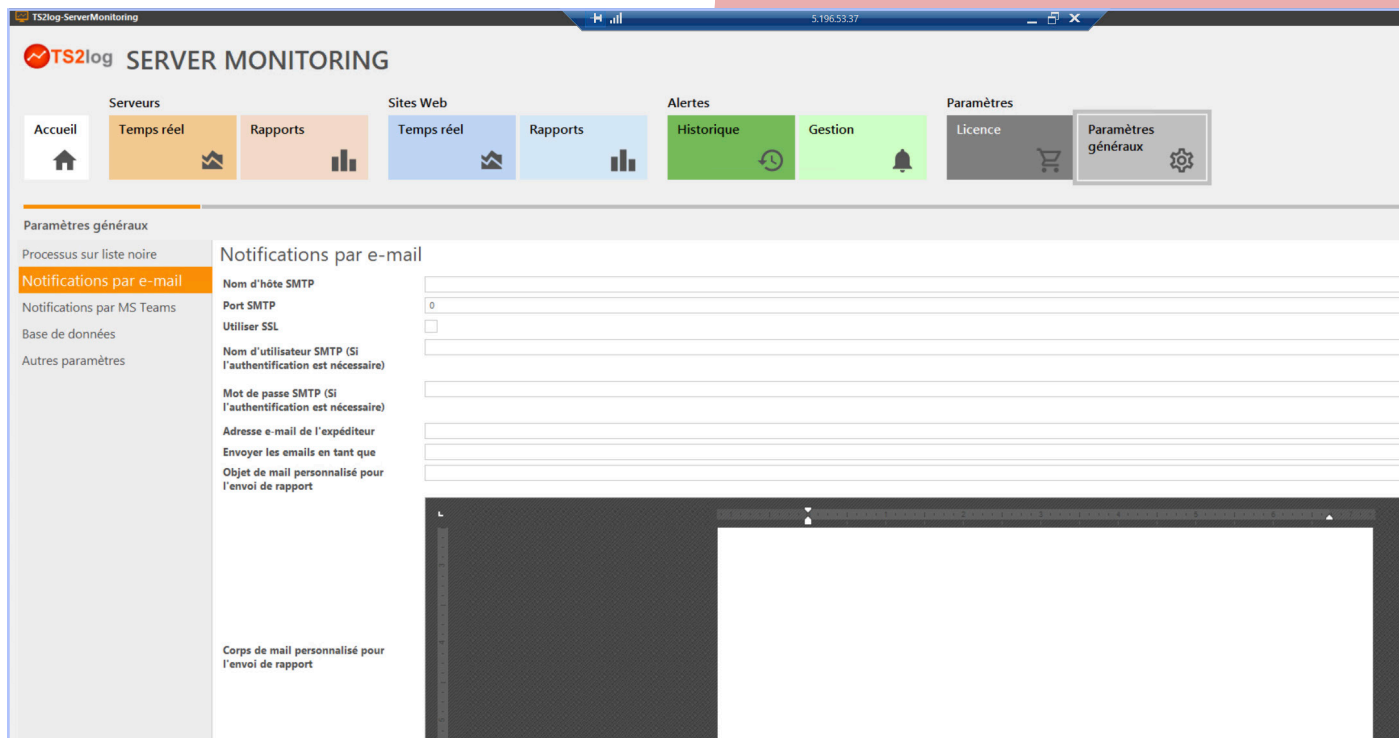 TS2log-ServerMonitoring
5.196.53.37
TS2log SERVER MONITORING
Serveurs
Sites Web
Alertes
Paramètres
Accueil
Temps réel
Rapports
Temps réel
Rapports
Historique
Gestion
Licence
Paramètres
généraux
Paramètres généraux
Processus sur liste noire
Notifications par e-mail
Notifications par MS Teams
Base de données
Autres paramètres
Notifications par e-mail
Nom d'hôte SMTP
Port SMTP
0
Utiliser SSL
Nom d'utilisateur SMTP (Si
l'authentification est nécessaire)
Mot de passe SMTP (Si
l'authentification est nécessaire)
Adresse e-mail de l'expéditeur
Envoyer les emails en tant que
Objet de mail personnalisé pour
l'envoi de rapport
Corps de mail personnalisé pour
l'envoi de rapport